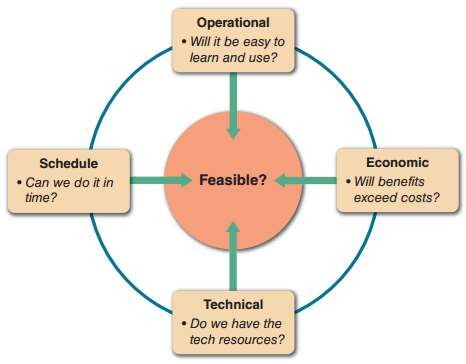 Operational
• Will it be easy to
learn and use?
Schedule
• Can we do it in
time?
Feasible?
Economic
• Will benefits
exceed costs?
Technical
• Do we have the
tech resources?